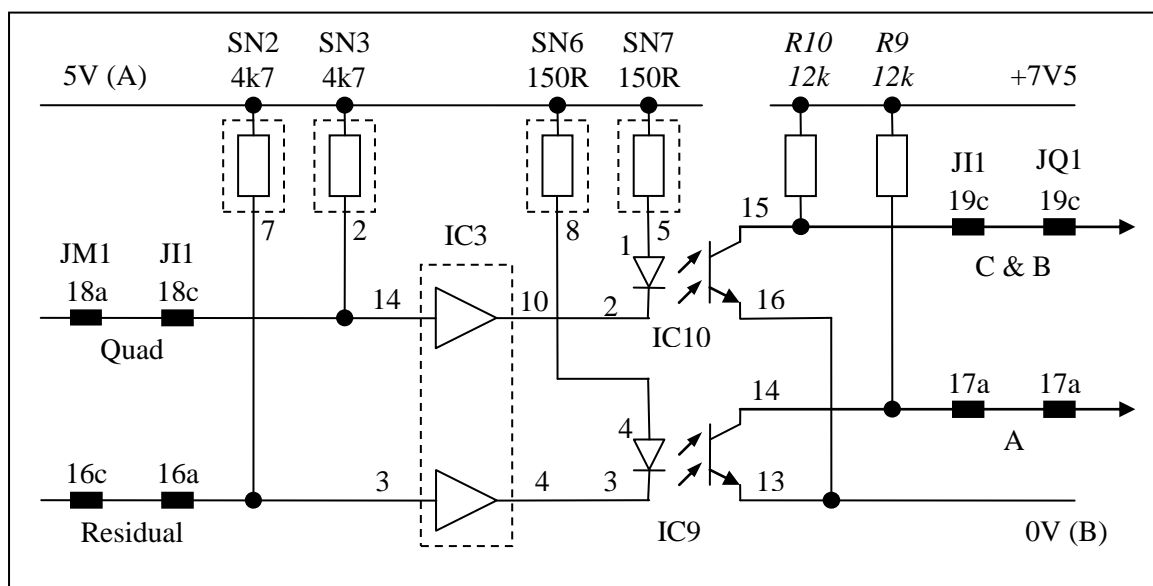 SN2 SN3 SN6 SN7 R10 R9
5V (A) 4k7 4k7 150R 150R 12k 12k +7V5
JI1 JQ1
15 19c 19c
7 2 8 5
JM1 JI1 IC3 1 C & B
18a 18c 14 10 2 16
Quad IC10
14 17a 17a
4 A
16c 16a 3 4 3 13
Residual IC9 0V (B)